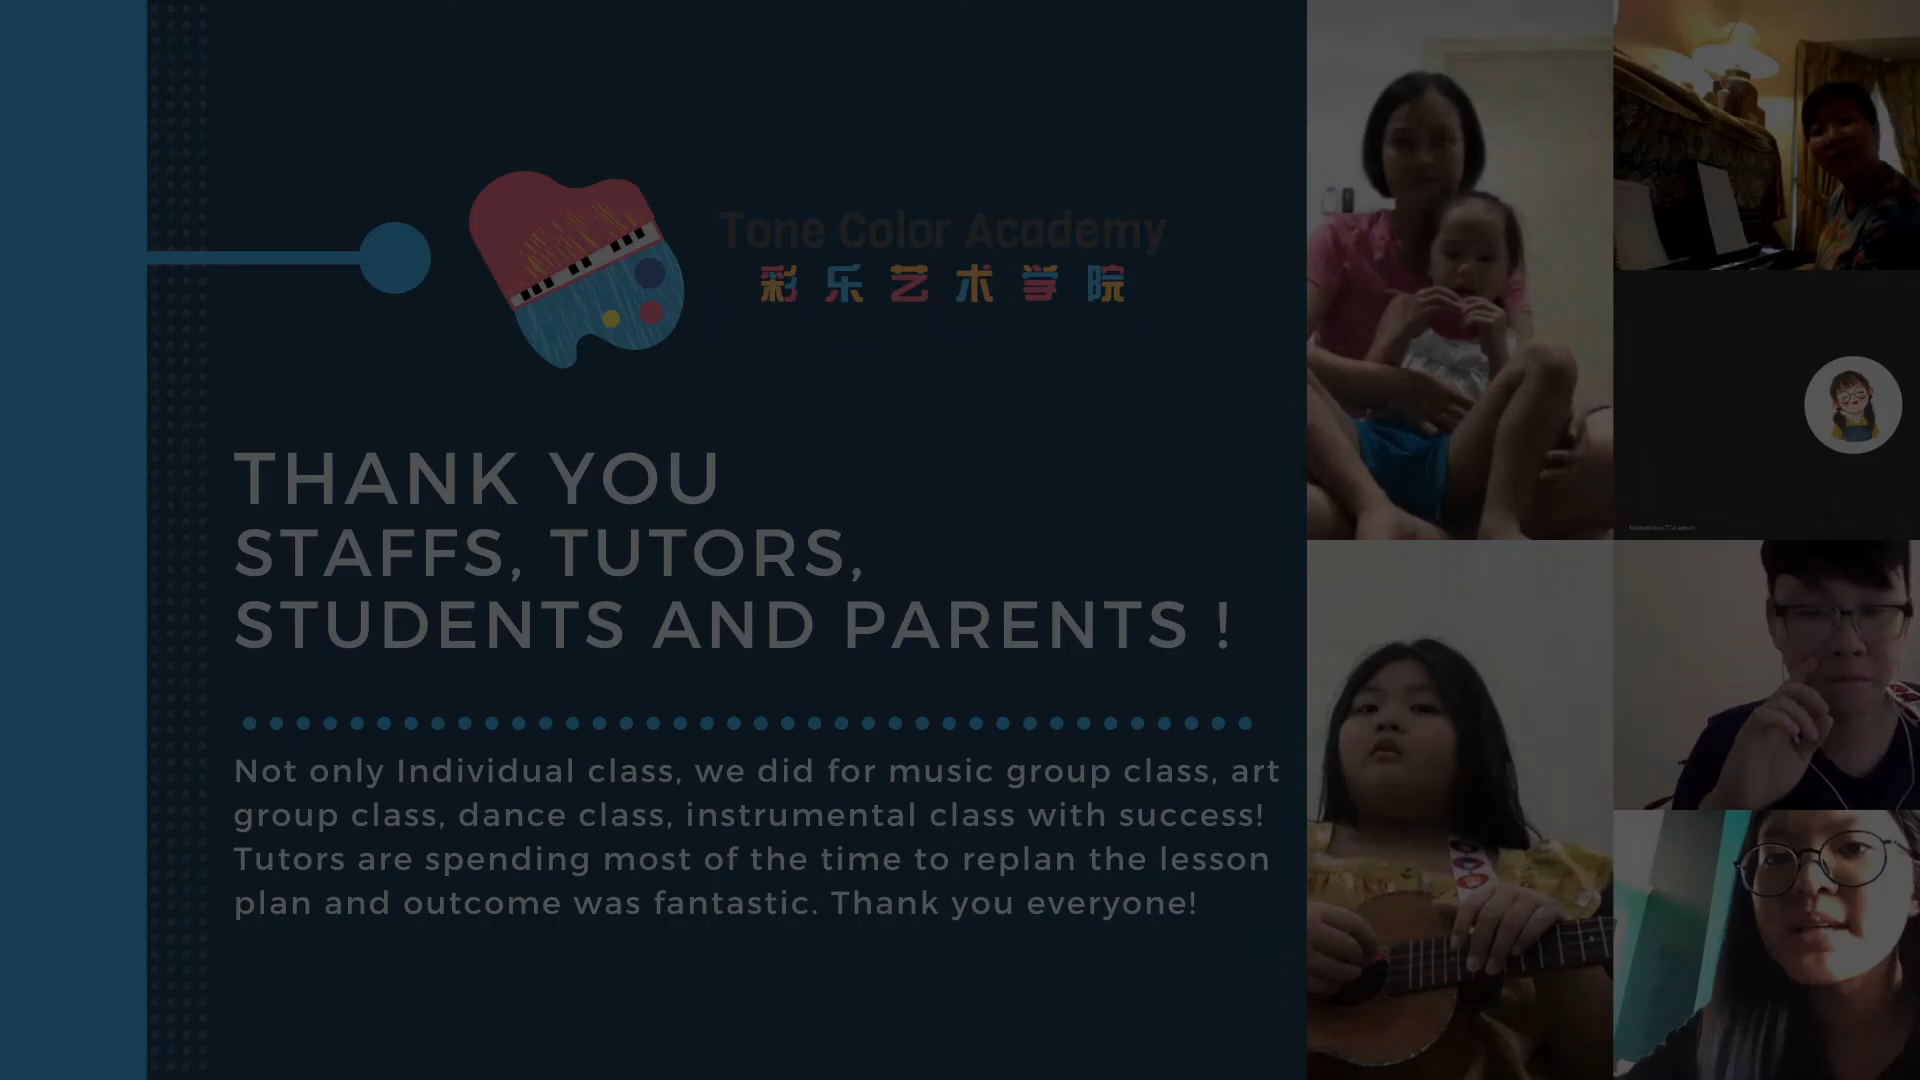 Tone Color Academy
彩乐艺术学院
THANK YOU
STAFFS, TUTORS,
STUDENTS AND PARENTS !
Not only Individual class, we did for music group class, art
group class, dance class, instrumental class with success!
Tutors are spending most of the time to replan the lesson
plan and outcome was fantastic. Thank you everyone!